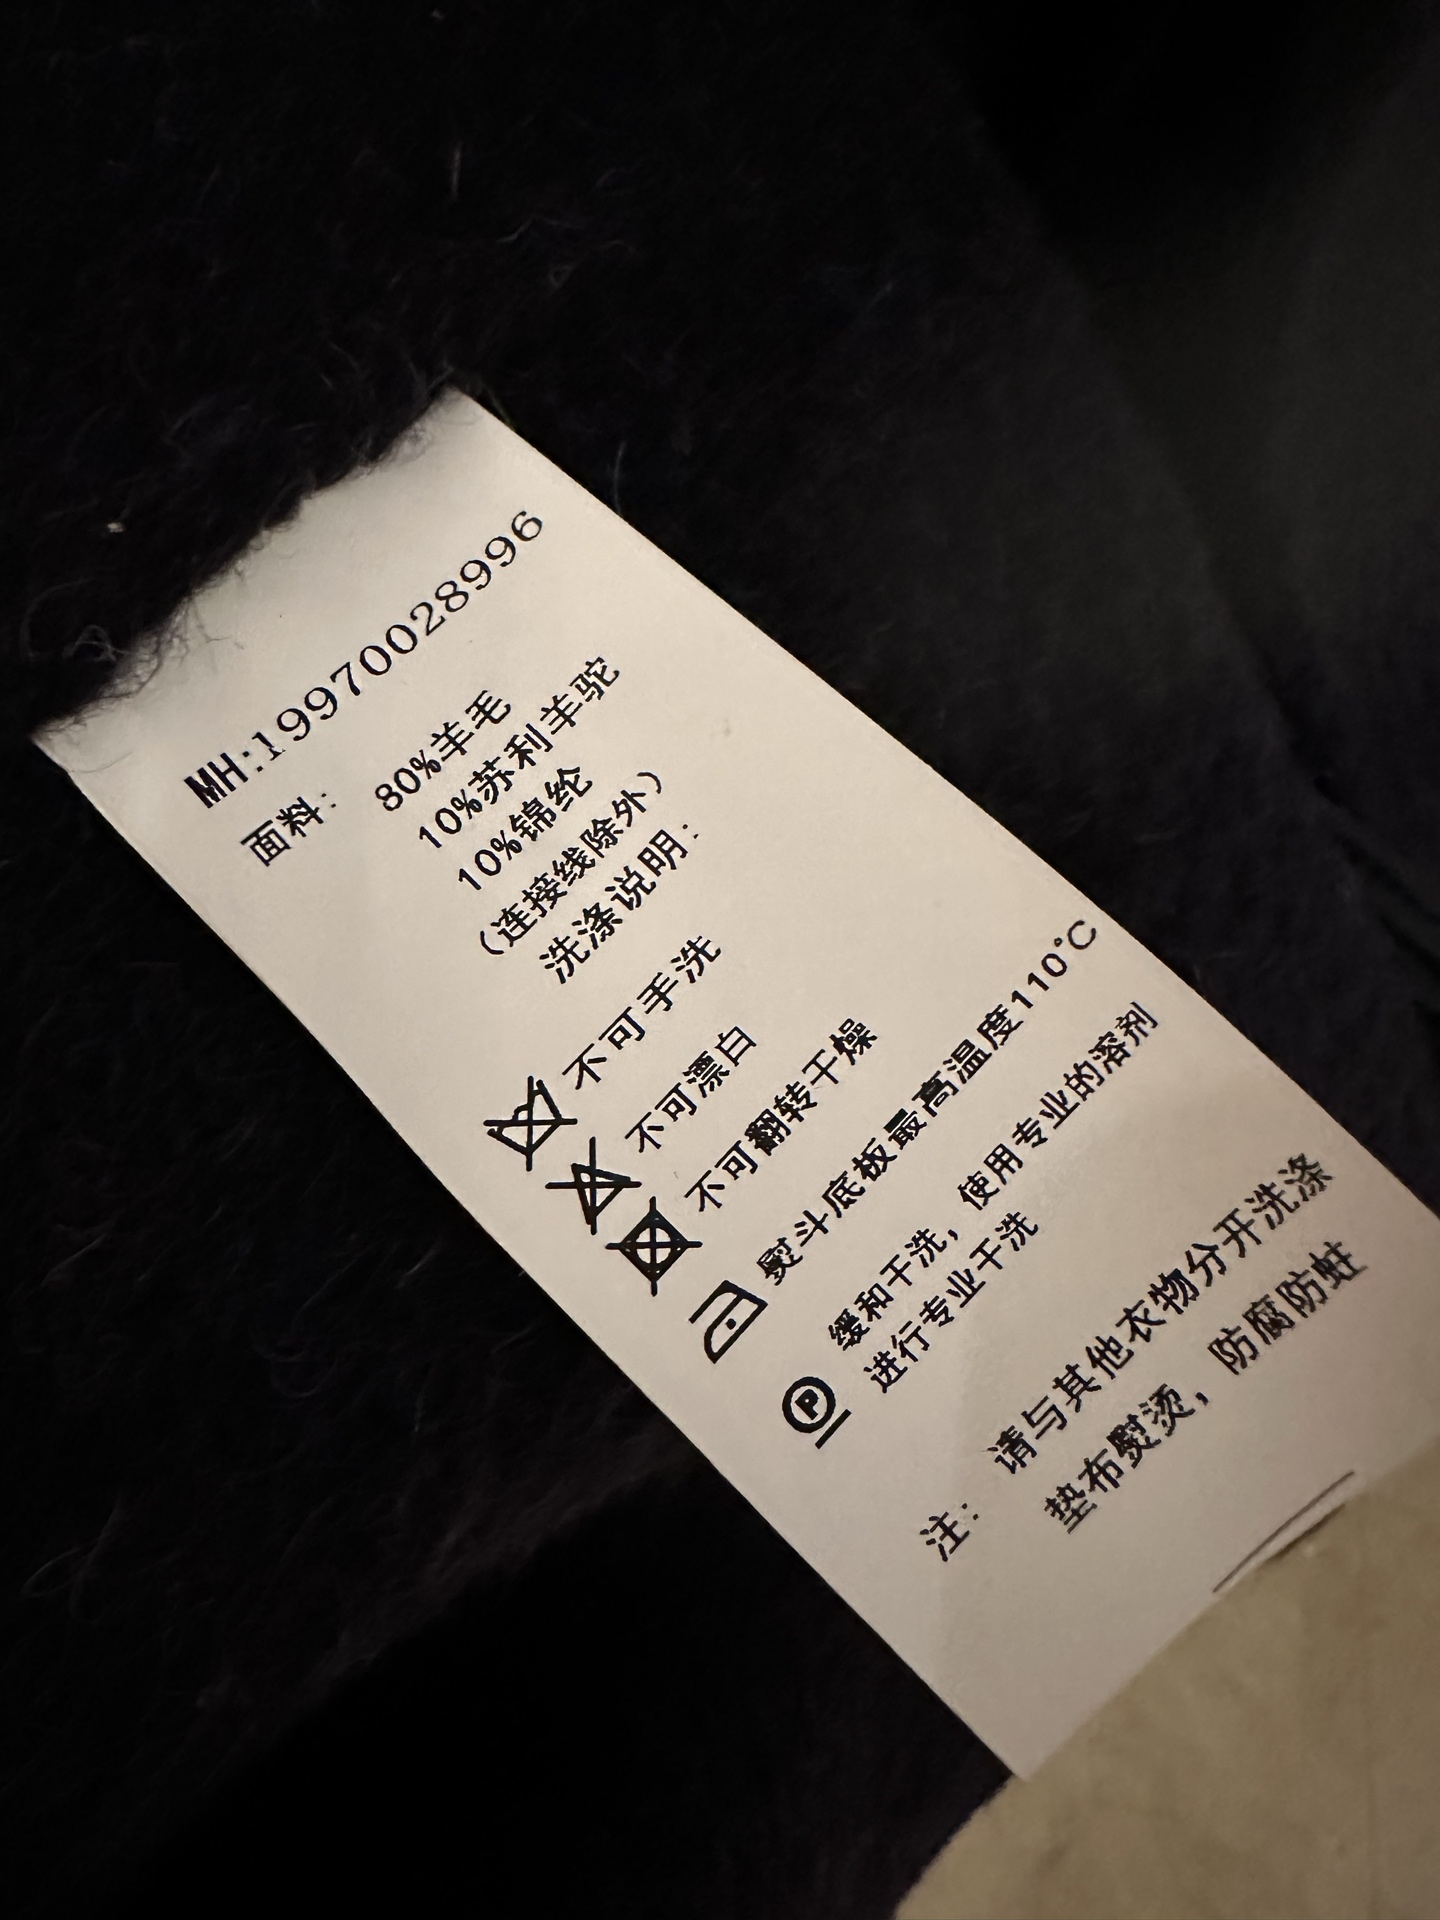 MH:19970028996
面料: 80%羊毛
10%苏利羊驼
10%锦纶
(连接线除外)
洗涤说明:
不可手洗
不可漂白
不可翻转干燥
熨斗底板最高温度110℃
缓和干洗,使用专业的溶剂
进行专业干洗
P
注: 请与其他衣物分开洗涤
垫布熨烫,防腐防蛀